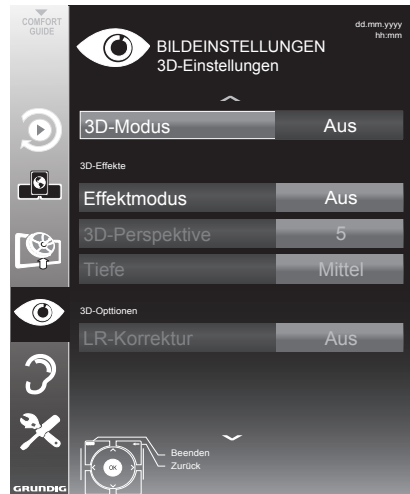 COMFORT
GUIDE
dd.mm.yyyy
hh:mm
BILDEINSTELLUNGEN
3D-Einstellungen
3D-Modus Aus
3D-Effekte
Effektmodus Aus
3D-Perspektive 5
Tiefe Mittel
3D-Opttionen
LR-Korrektur Aus
Beenden
Zurück
OK
GRUNDIG